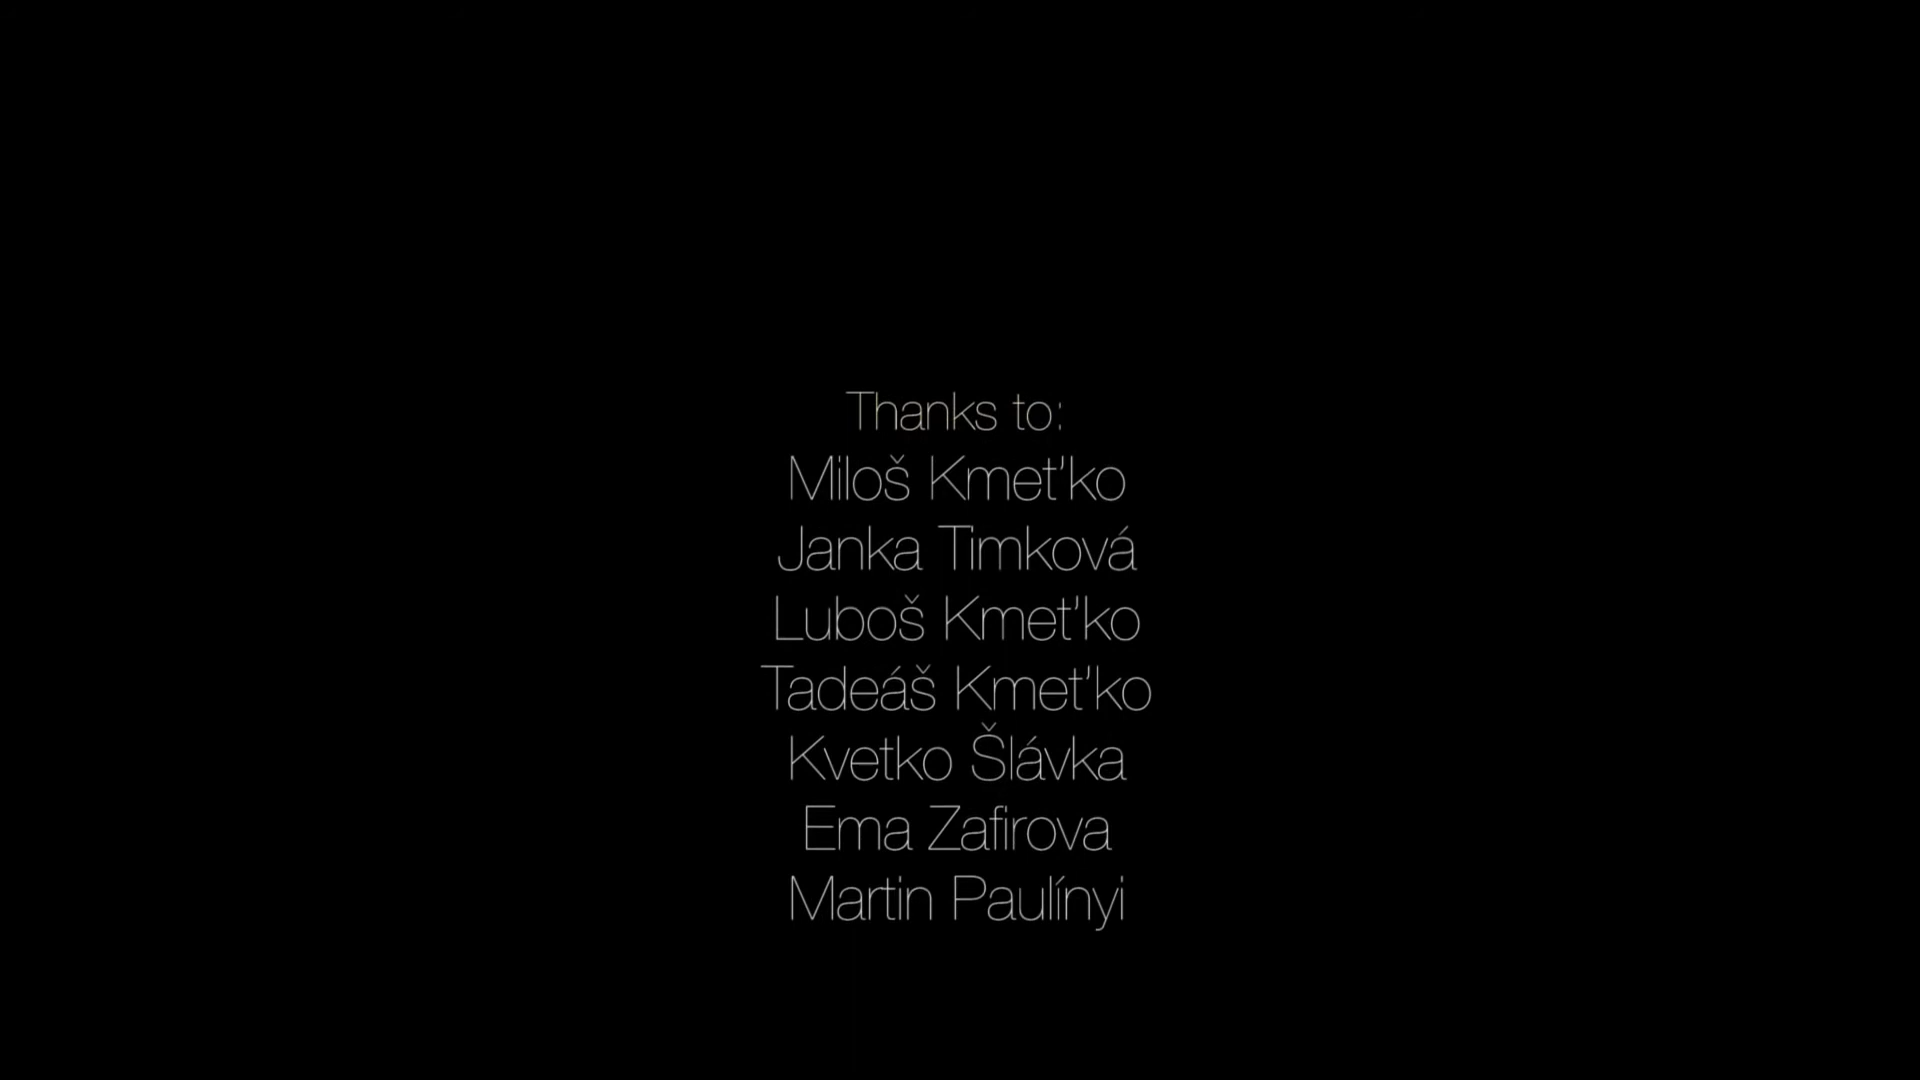 Thanks to:
Miloš Kmeťko
Janka Timková
Luboš Kmeťko
Tadeáš Kmeťko
Kvetko Šlávka
Ema Zafirova
Martin Paulínyi